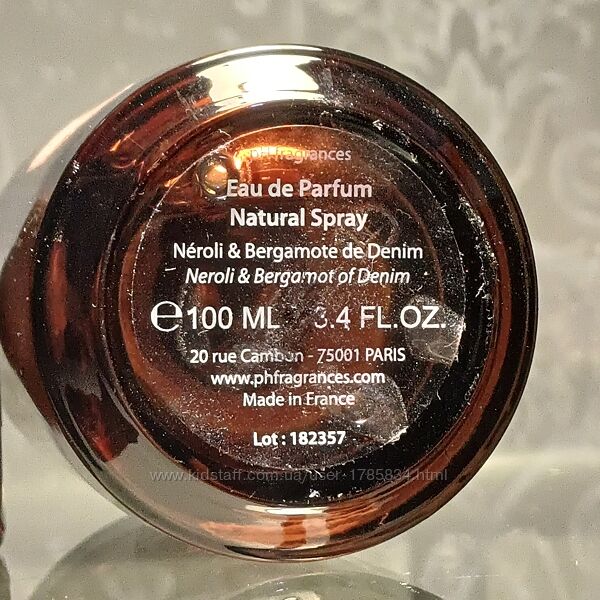 pH fragrances
Eau de Parfum
Natural Spray
Néroli & Bergamote de Denim
Neroli & Bergamot of Denim
℮100 ML 3.4 FL.OZ.
20 rue Cambon - 75001 PARIS
www.phfragrances.com
Made in France
Lot : 182357
www.kidstaff.com.ua/user-1785834.html